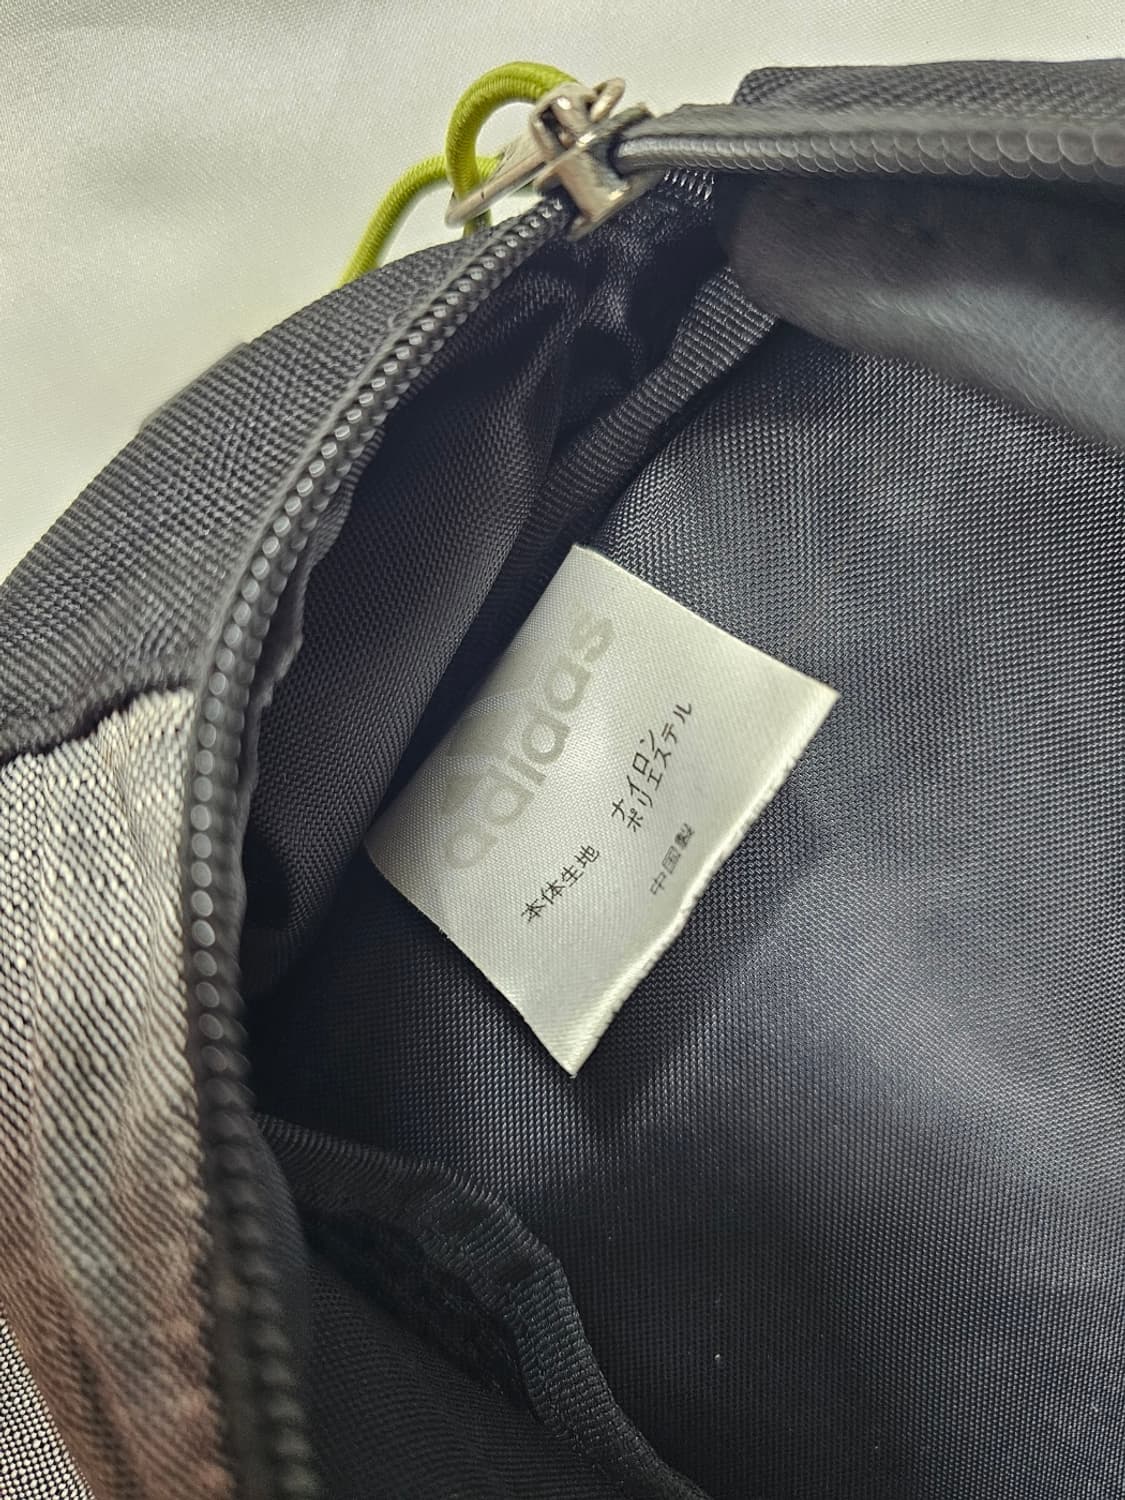 adidas
本体生地 ナイロン
ポリエステル
中国製